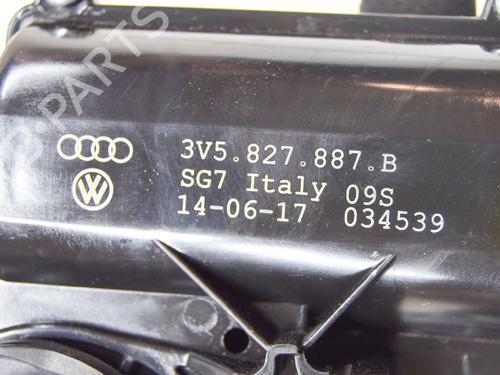 B-PARTS
3V5.827.887.B
SG7 Italy 09S
14-06-17 034539